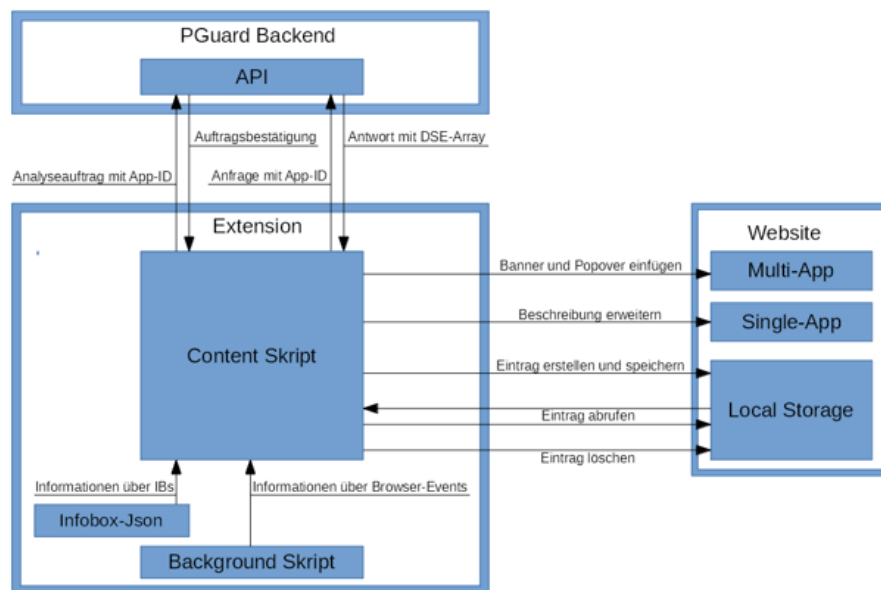 PGuard Backend
API
Auftragsbestätigung
Antwort mit DSE-Array
Analyseauftrag mit App-ID
Anfrage mit App-ID
Extension
Website
Banner und Popover einfügen
Multi-App
Beschreibung erweitern
Single-App
Content Skript
Eintrag erstellen und speichern
Local Storage
Eintrag abrufen
Eintrag löschen
Informationen über IBs
Informationen über Browser-Events
Infobox-Json
Background Skript